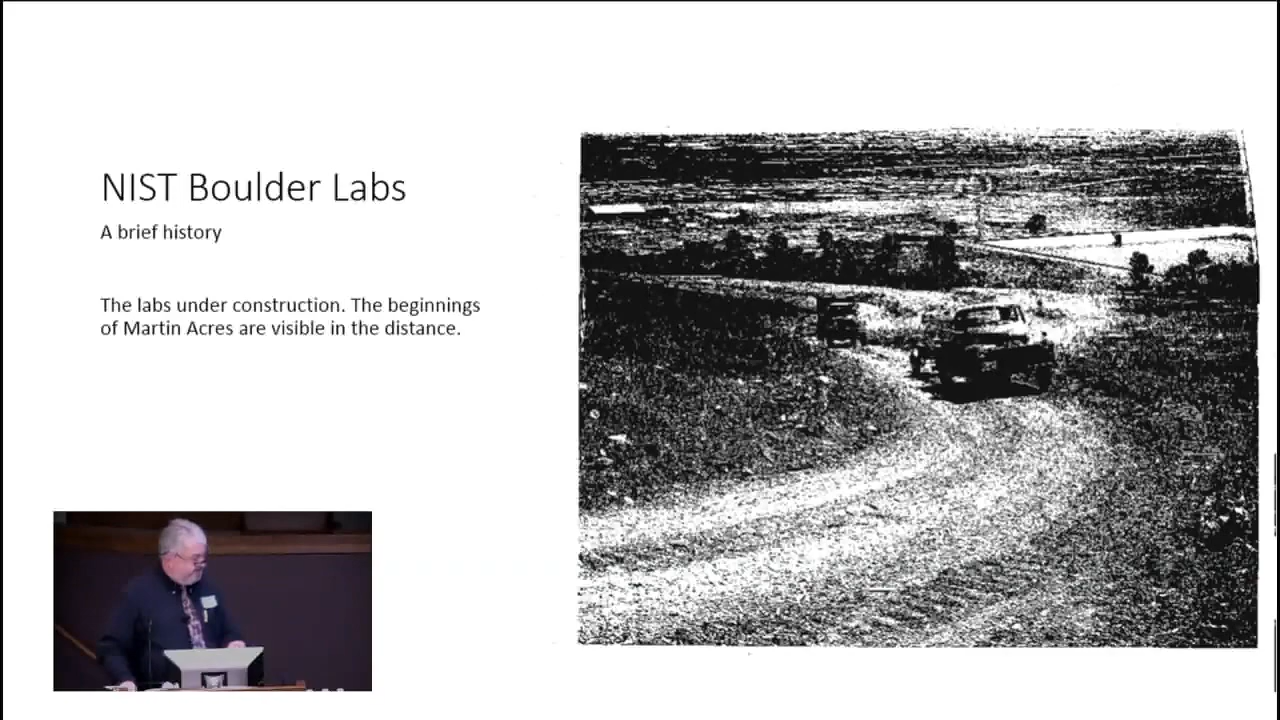 NIST Boulder Labs
A brief history
The labs under construction. The beginnings
of Martin Acres are visible in the distance.